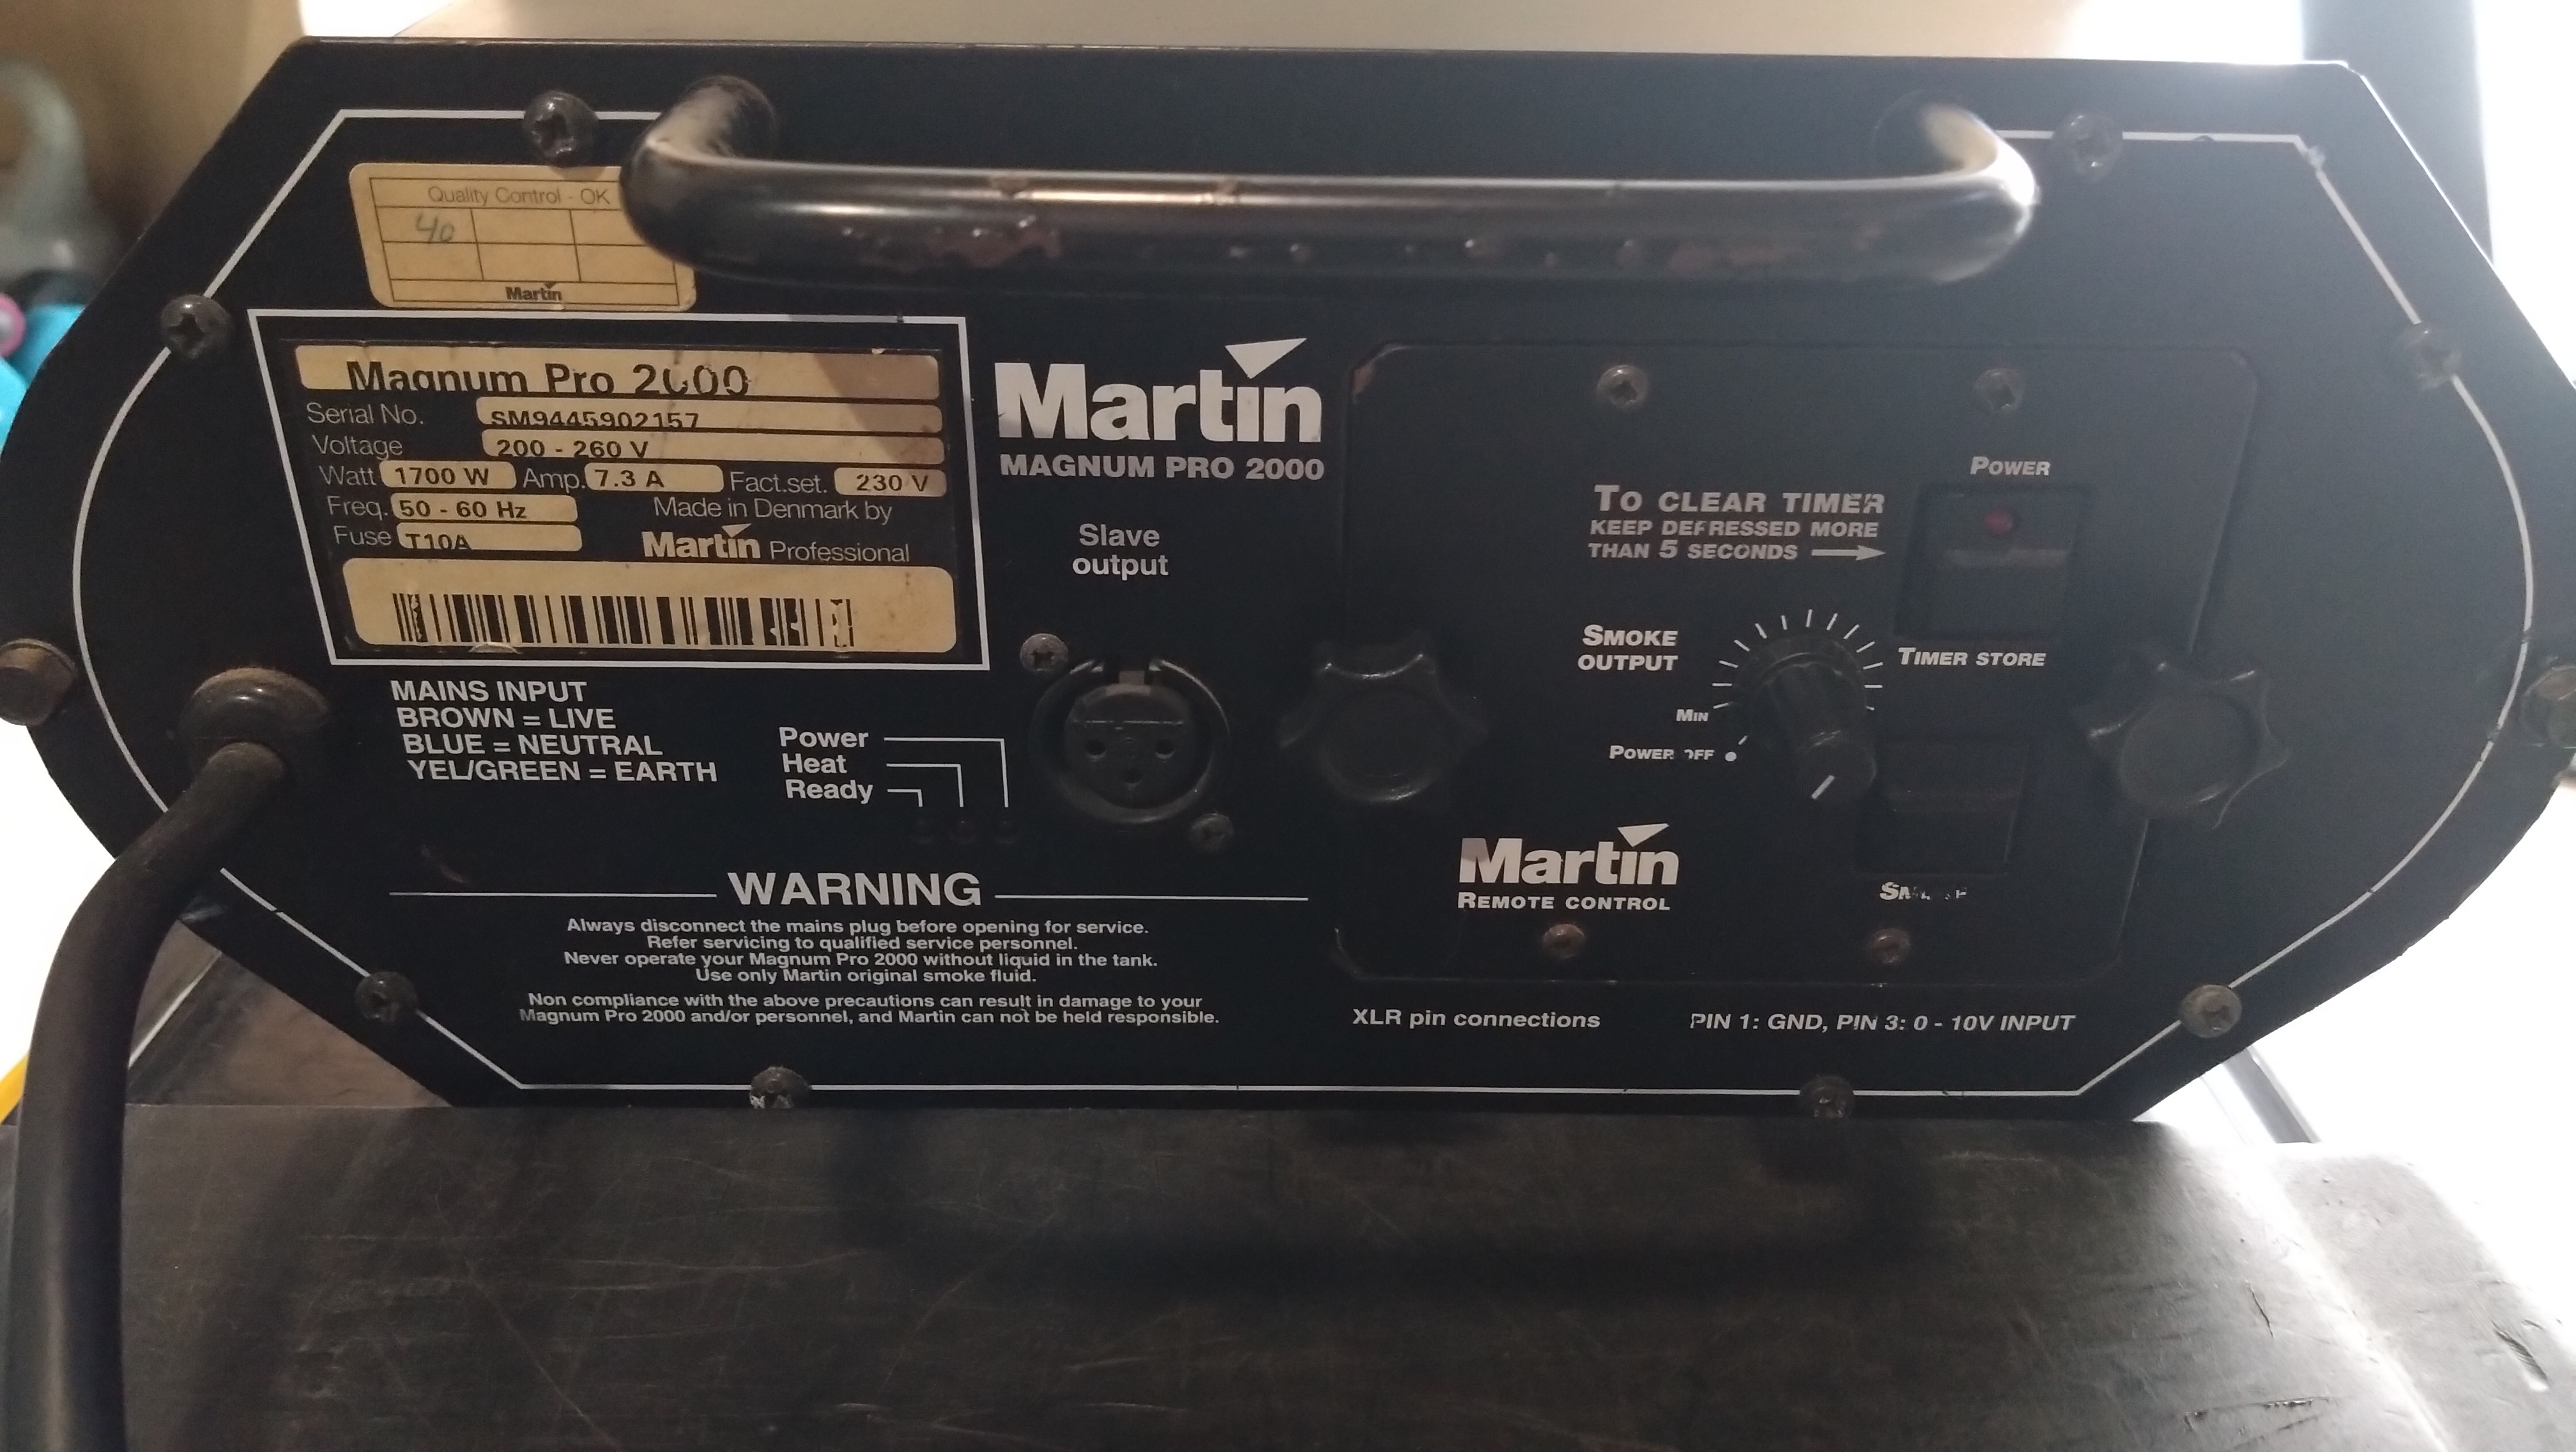 Quality Control - OK
40
Martin
Magnum Pro 2000
Serial No. SM9445902157
Voltage 200 - 260 V
Watt 1700 W Amp. 7.3 A Fact.set. 230 V
Freq. 50 - 60 Hz Made in Denmark by
Fuse T10A Martin Professional
MAINS INPUT
BROWN = LIVE
BLUE = NEUTRAL
YEL/GREEN = EARTH
Martin
MAGNUM PRO 2000
Slave
output
Power
Heat
Ready
WARNING
Always disconnect the mains plug before opening for service.
Refer servicing to qualified service personnel.
Never operate your Magnum Pro 2000 without liquid in the tank.
Use only Martin original smoke fluid.
Non compliance with the above precautions can result in damage to your
Magnum Pro 2000 and/or personnel, and Martin can not be held responsible.
POWER
TO CLEAR TIMER
KEEP DEPRESSED MORE
THAN 5 SECONDS
SMOKE
OUTPUT
TIMER STORE
MIN
POWER OFF
Martin
REMOTE CONTROL
XLR pin connections PIN 1: GND, PIN 3: 0 - 10V INPUT